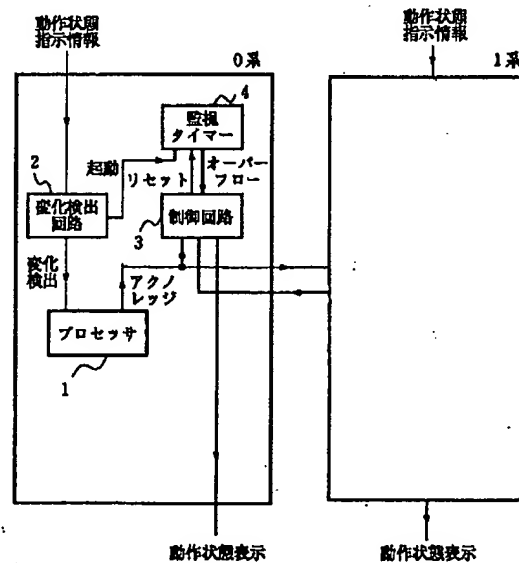 動作状態
指示情報
動作状態
指示情報
0系
1系
4
監視
タイマー
2
起動
リセット
オーバー
フロー
変化検出
回路
制御回路
3
変化
検出
アクノ
レッジ
プロセッサ
1
動作状態表示
動作状態表示